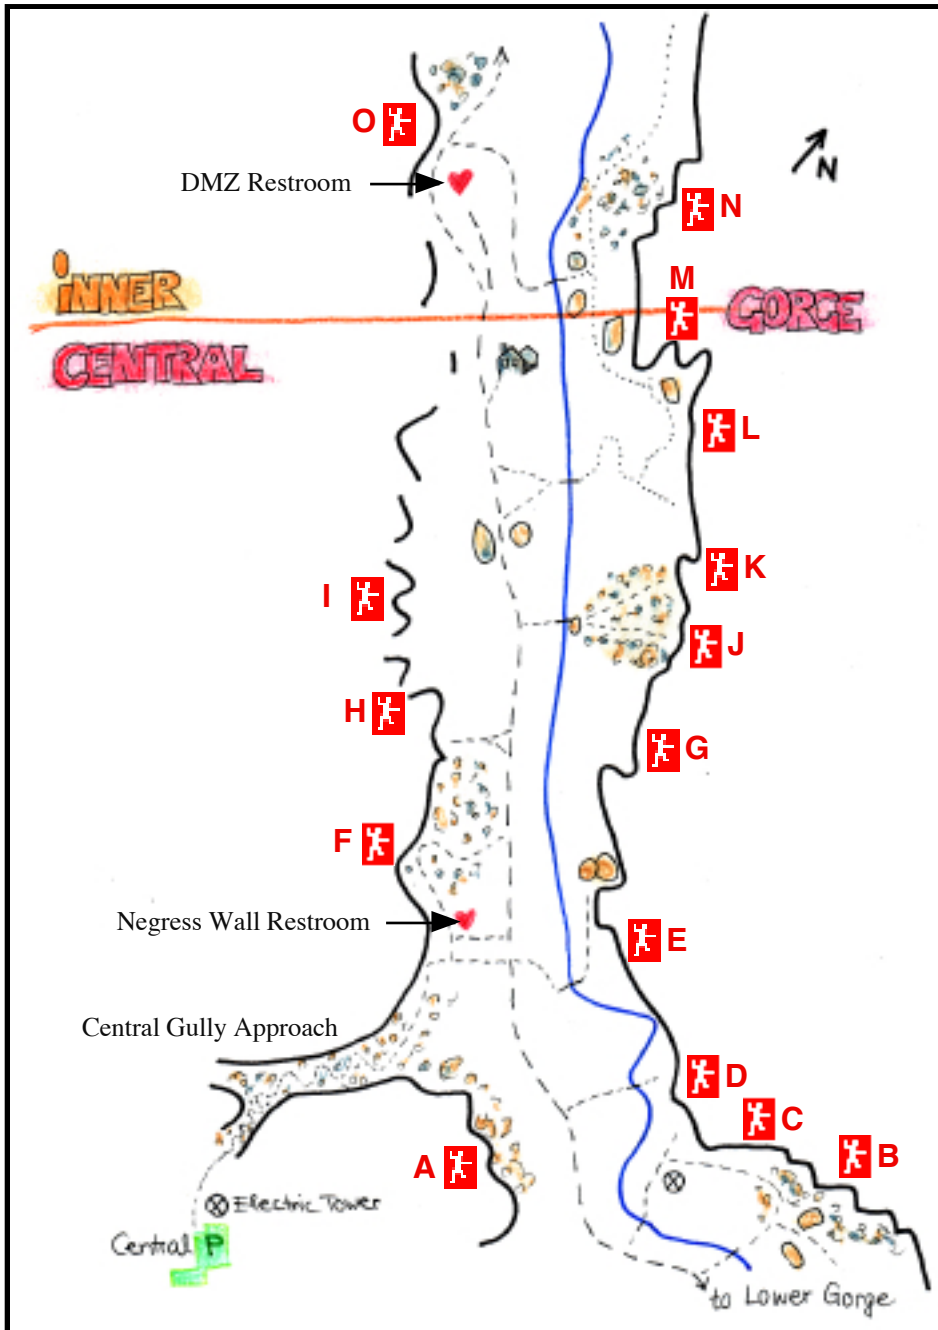 O
DMZ Restroom
N
N
M
INNER
GORGE
CENTRAL
L
K
I
J
H
G
F
Negress Wall Restroom
E
Central Gully Approach
D
C
B
A
Electric Tower
Central P
to Lower Gorge